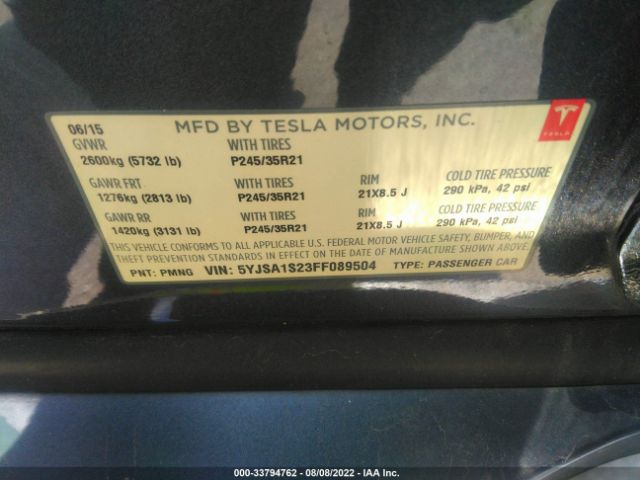 06/15 MFD BY TESLA MOTORS, INC.
GVWR WITH TIRES
2600kg (5732 lb) P245/35R21
GAWR FRT WITH TIRES RIM COLD TIRE PRESSURE
1276kg (2813 lb) P245/35R21 21X8.5 J 290 kPa, 42 psi
GAWR RR WITH TIRES RIM COLD TIRE PRESSURE
1420kg (3131 lb) P245/35R21 21X8.5 J 290 kPa, 42 psi
THIS VEHICLE CONFORMS TO ALL APPLICABLE U.S. FEDERAL MOTOR VEHICLE SAFETY, BUMPER, AND
THEFT PREVENTION STANDARDS IN EFFECT ON THE DATE OF MANUFACTURE SHOWN ABOVE.
PNT: PMNG VIN: 5YJSA1S23FF089504 TYPE: PASSENGER CAR
TESLA
000-33794762 - 08/08/2022 - IAA Inc.